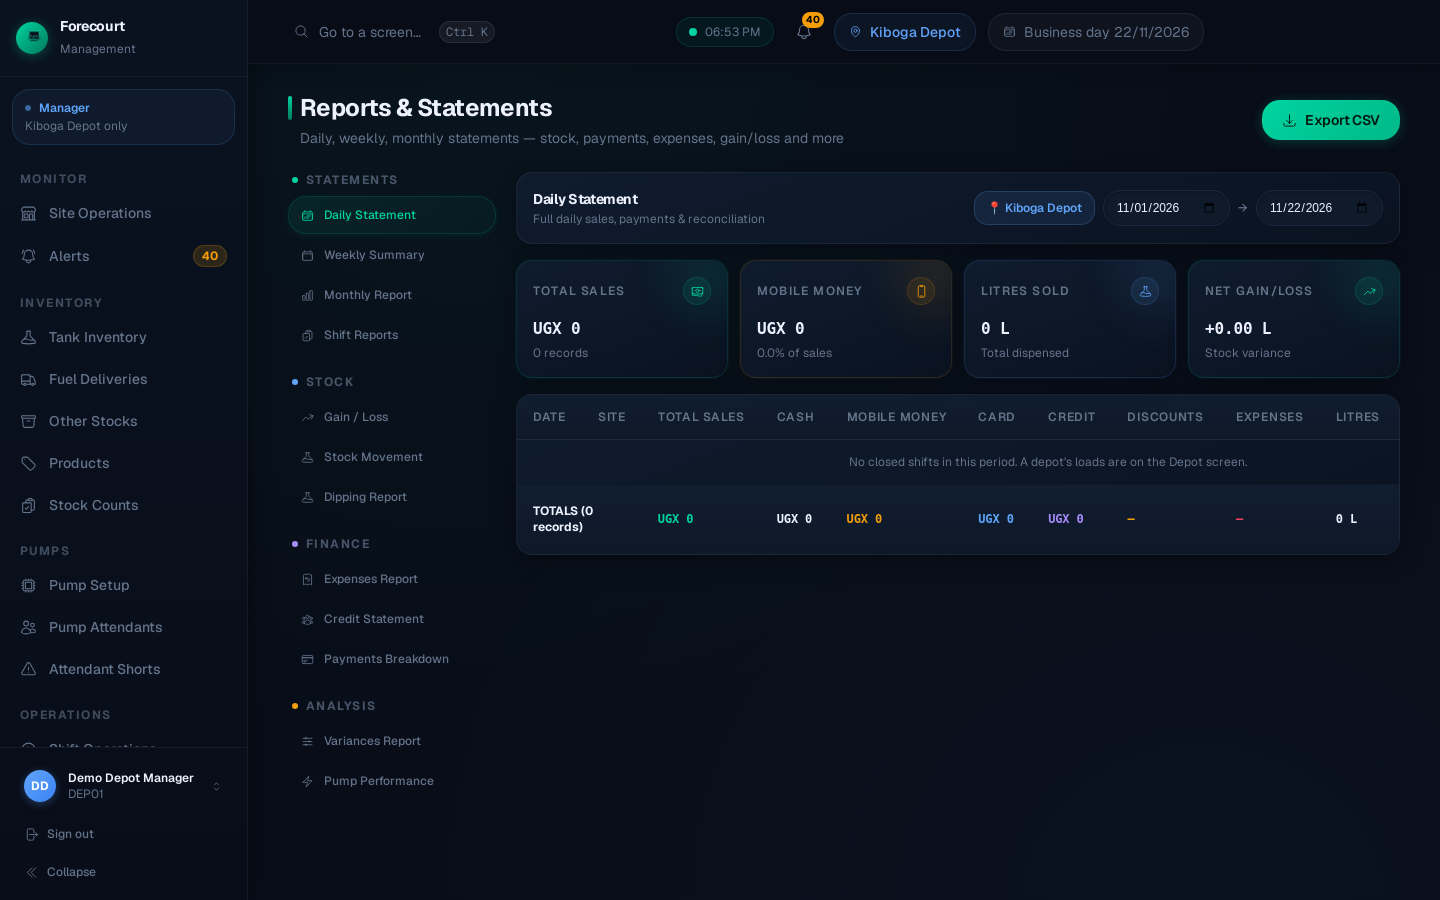 Forecourt
Management
Go to a screen...
Ctrl K
06:53 PM
40
Kiboga Depot
Business day 22/11/2026
Manager
Kiboga Depot only
MONITOR
Site Operations
Alerts
40
INVENTORY
Tank Inventory
Fuel Deliveries
Other Stocks
Products
Stock Counts
PUMPS
Pump Setup
Pump Attendants
Attendant Shorts
OPERATIONS
Shift Operations
DD
Demo Depot Manager
DEP01
Sign out
Collapse
Reports & Statements
Daily, weekly, monthly statements — stock, payments, expenses, gain/loss and more
Export CSV
STATEMENTS
Daily Statement
Weekly Summary
Monthly Report
Shift Reports
STOCK
Gain / Loss
Stock Movement
Dipping Report
FINANCE
Expenses Report
Credit Statement
Payments Breakdown
ANALYSIS
Variances Report
Pump Performance
Daily Statement
Full daily sales, payments & reconciliation
Kiboga Depot
11/01/2026
→
11/22/2026
TOTAL SALES
UGX 0
0 records
MOBILE MONEY
UGX 0
0.0% of sales
LITRES SOLD
0 L
Total dispensed
NET GAIN/LOSS
+0.00 L
Stock variance
DATE SITE TOTAL SALES CASH MOBILE MONEY CARD CREDIT DISCOUNTS EXPENSES LITRES
No closed shifts in this period. A depot's loads are on the Depot screen.
TOTALS (0 records) UGX 0 UGX 0 UGX 0 UGX 0 UGX 0 — — 0 L